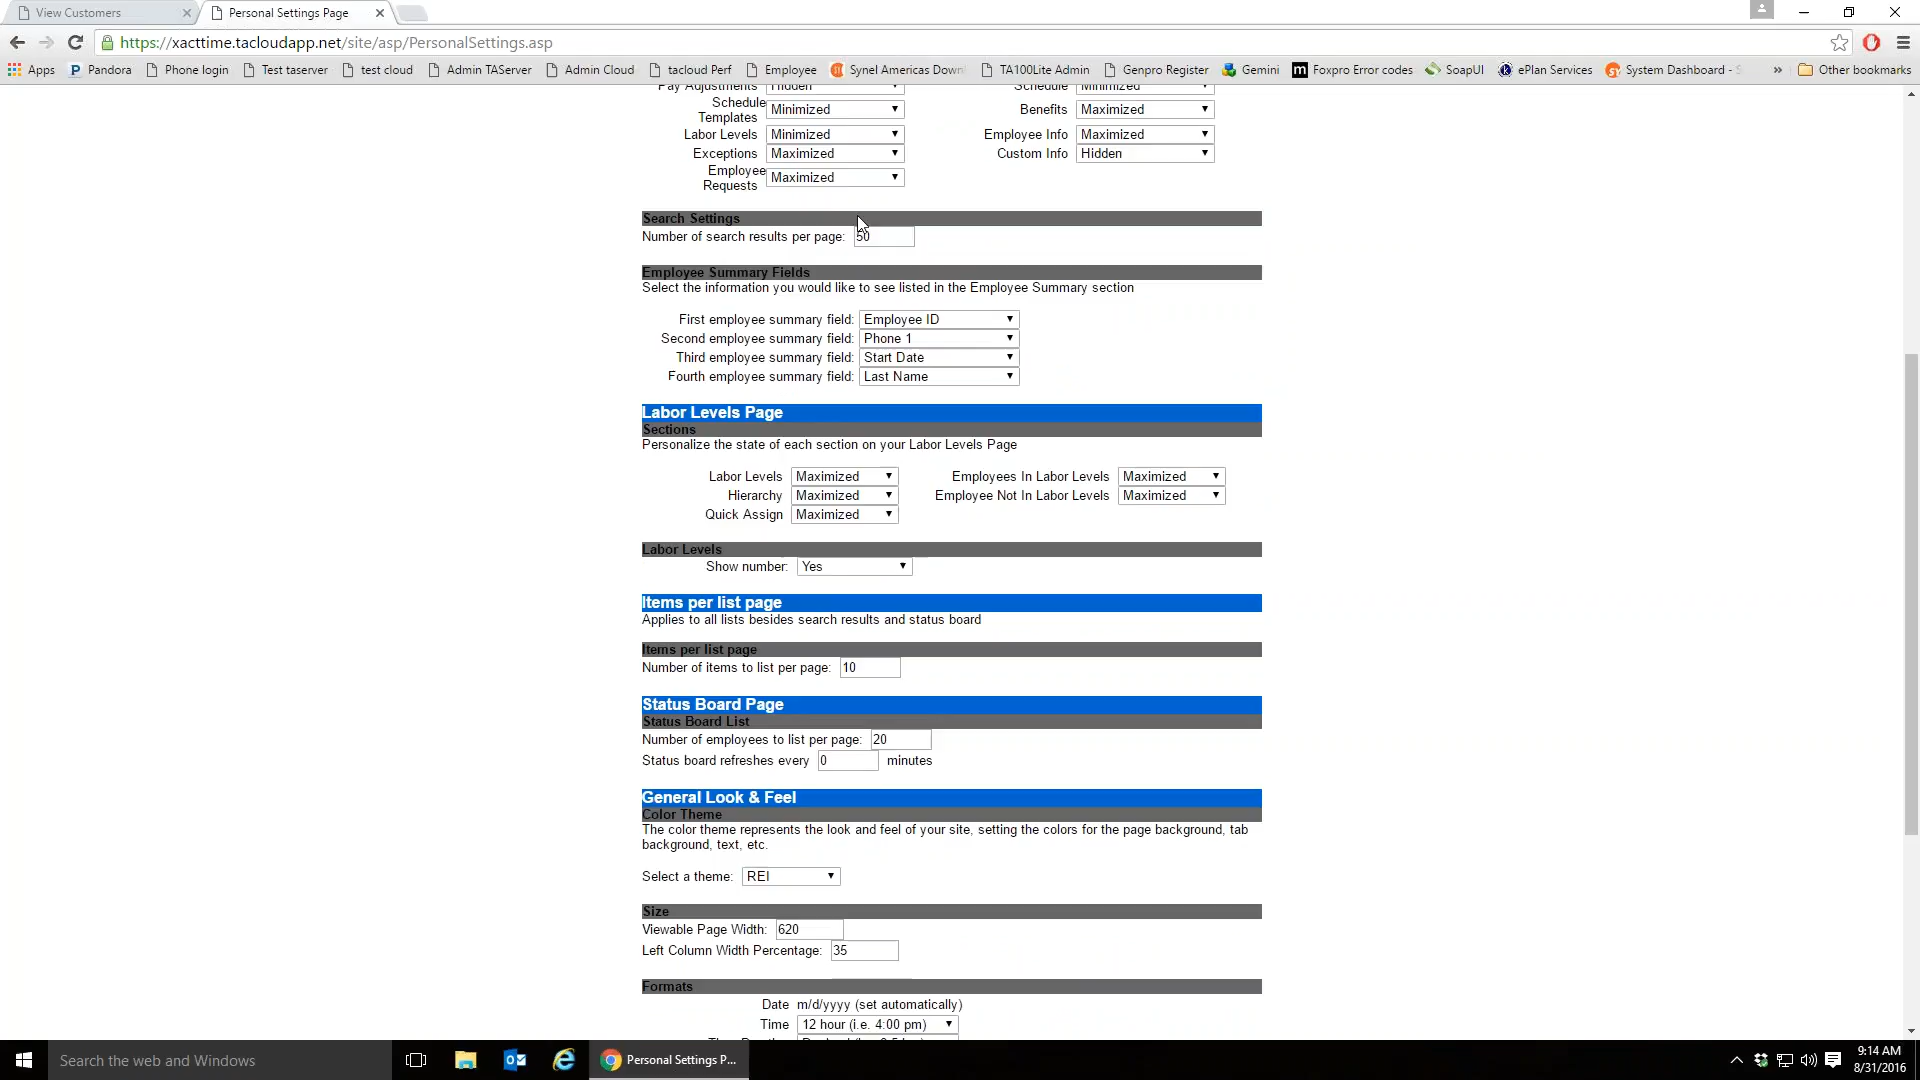 View Customers
Personal Settings Page
https://xacttime.tacloudapp.net/site/asp/PersonalSettings.asp
Apps Pandora Phone login Test taserver test cloud Admin TAServer Admin Cloud tacloud Perf Employee Synel Americas Down TA100Lite Admin Genpro Register Gemini Foxpro Error codes SoapUI ePlan Services System Dashboard - S » Other bookmarks
Pay Adjustments Hidden Schedule Minimized
Schedule Templates Minimized Benefits Maximized
Labor Levels Minimized Employee Info Maximized
Exceptions Maximized Custom Info Hidden
Employee Requests Maximized
Search Settings
Number of search results per page: 50
Employee Summary Fields
Select the information you would like to see listed in the Employee Summary section
First employee summary field: Employee ID
Second employee summary field: Phone 1
Third employee summary field: Start Date
Fourth employee summary field: Last Name
Labor Levels Page
Sections
Personalize the state of each section on your Labor Levels Page
Labor Levels Maximized Employees In Labor Levels Maximized
Hierarchy Maximized Employee Not In Labor Levels Maximized
Quick Assign Maximized
Labor Levels
Show number: Yes
Items per list page
Applies to all lists besides search results and status board
Items per list page
Number of items to list per page: 10
Status Board Page
Status Board List
Number of employees to list per page: 20
Status board refreshes every 0 minutes
General Look & Feel
Color Theme
The color theme represents the look and feel of your site, setting the colors for the page background, tab
background, text, etc.
Select a theme: REI
Size
Viewable Page Width: 620
Left Column Width Percentage: 35
Formats
Date m/d/yyyy (set automatically)
Time 12 hour (i.e. 4:00 pm)
Search the web and Windows
Personal Settings P...
9:14 AM
8/31/2016